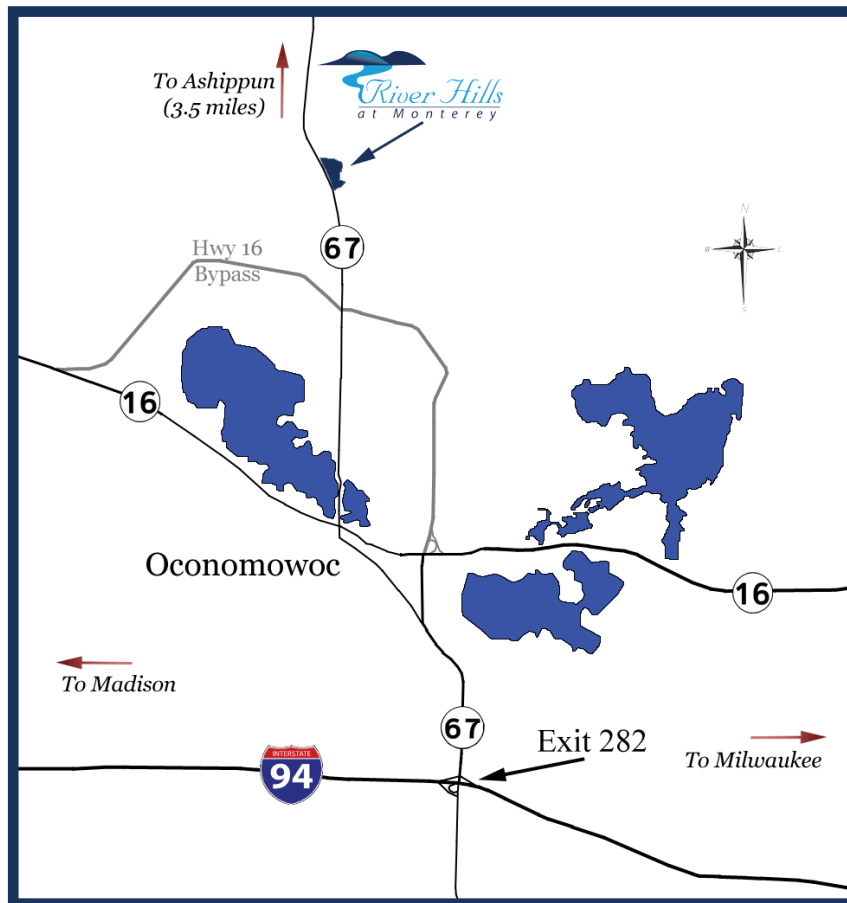 To Ashippun
(3.5 miles)
River Hills
at Monterey
67
Hwy 16
Bypass
N
W
E
S
16
Oconomowoc
16
To Madison
67
Exit 282
To Milwaukee
INTERSTATE
94